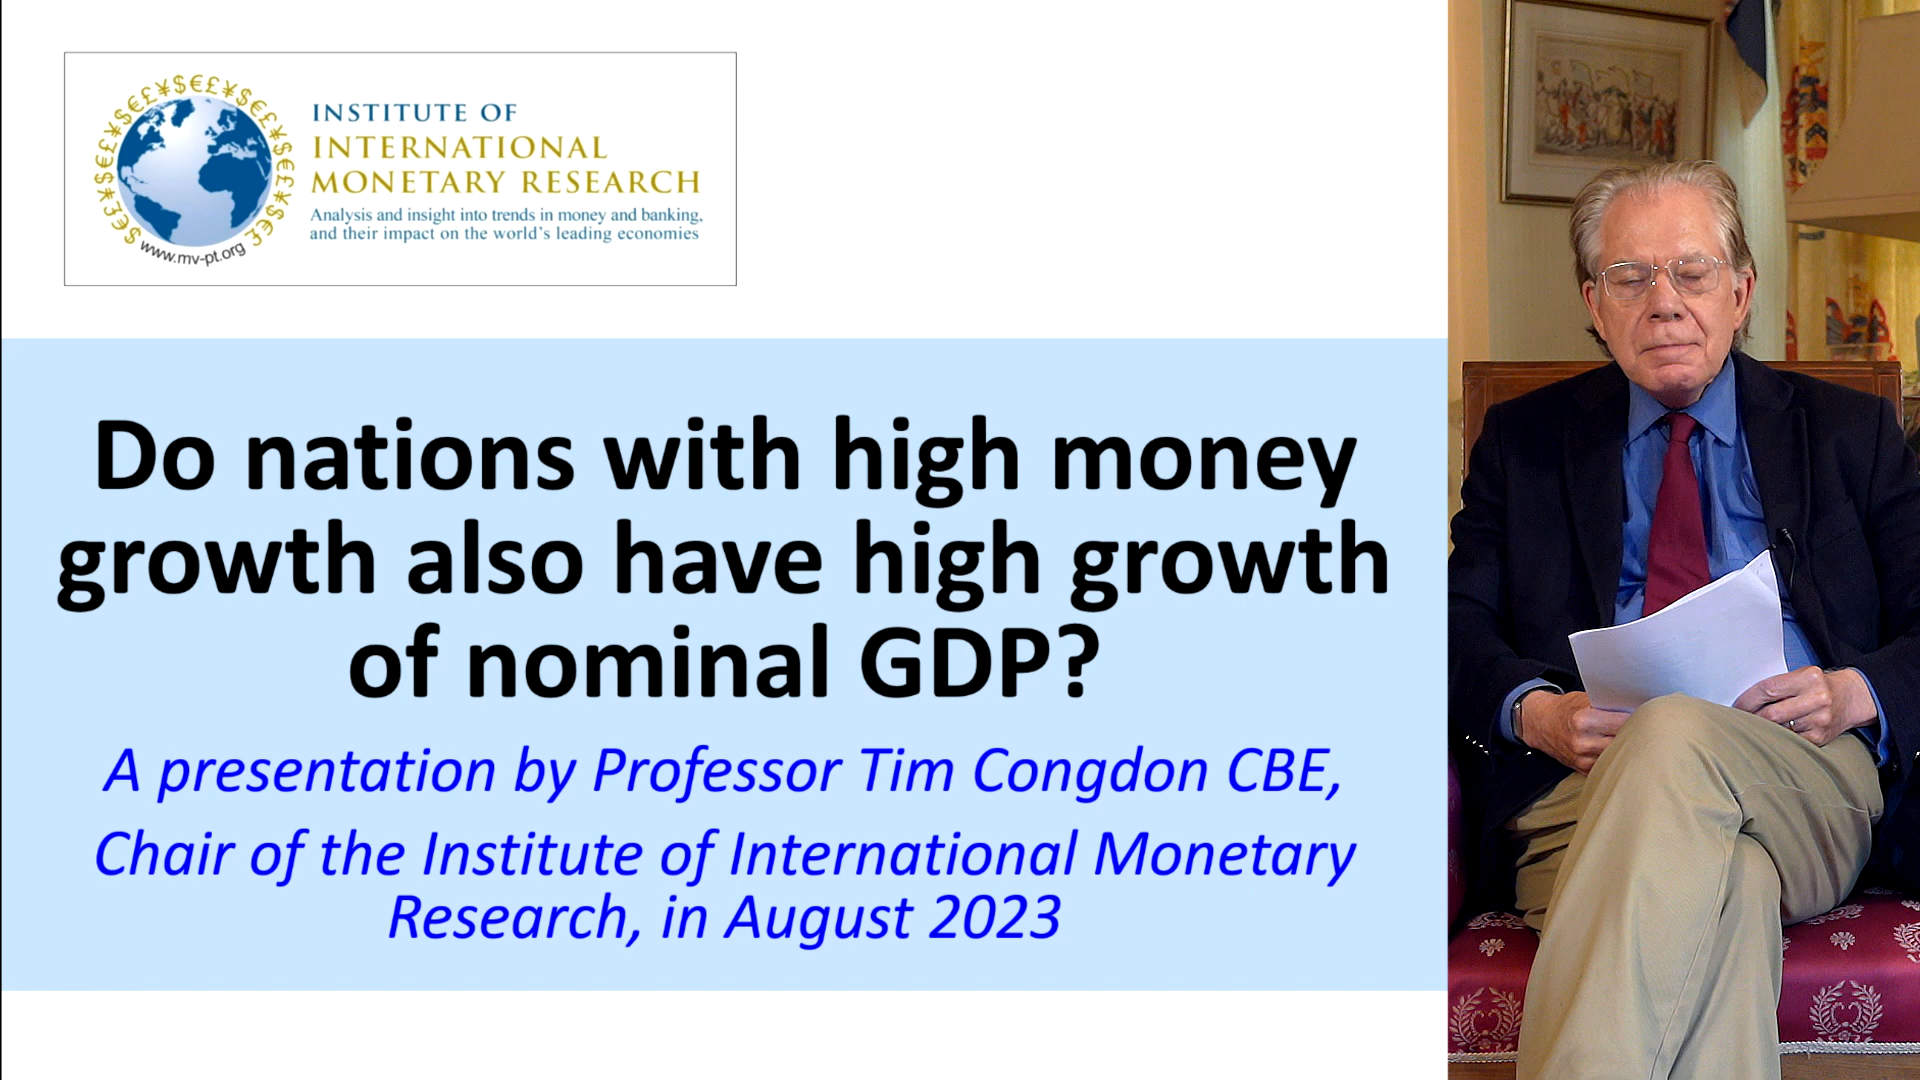 INSTITUTE OF
INTERNATIONAL
MONETARY RESEARCH
Analysis and insight into trends in money and banking,
and their impact on the world's leading economies
www.mv-pt.org
Do nations with high money
growth also have high growth
of nominal GDP?
A presentation by Professor Tim Congdon CBE,
Chair of the Institute of International Monetary
Research, in August 2023